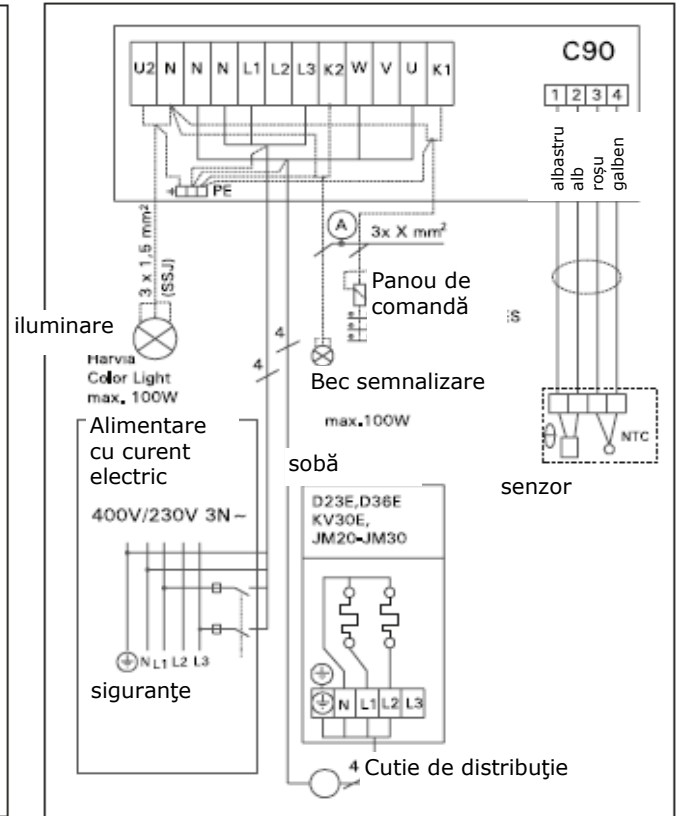 C90
U2 N N N L1 L2 L3 K2 W V U K1
1 2 3 4
albastru
alb
roşu
galben
PE
3 x 1,5 mm²
(SSJ)
A
3x X mm²
Panou de
comandă
iluminare
Harvia
Color Light
max. 100W
4
4
Bec semnalizare
max.100W
NTC
senzor
Alimentare
cu curent
electric
400V/230V 3N~
N L1 L2 L3
siguranţe
sobă
D23E,D36E
KV30E,
JM20-JM30
N L1 L2 L3
4
Cutie de distribuţie